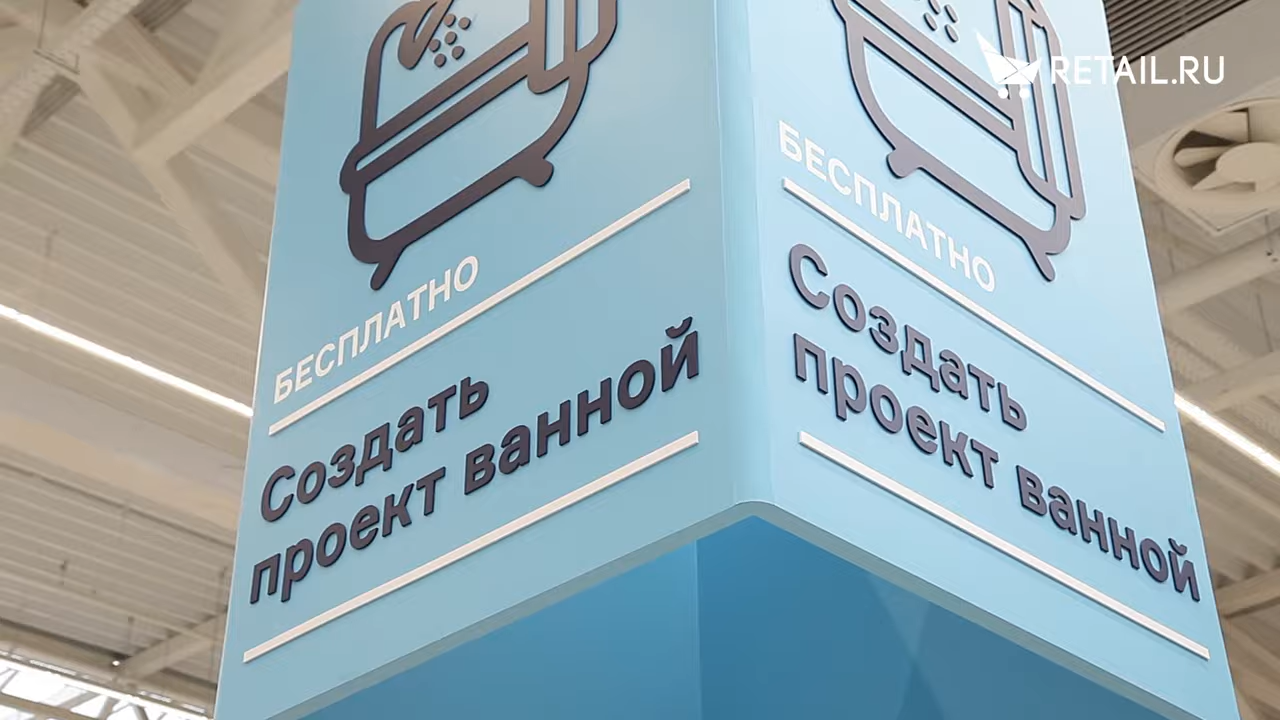 RETAIL.RU
БЕСПЛАТНО
Создать
проект ванной
БЕСПЛАТНО
Создать
проект ванной